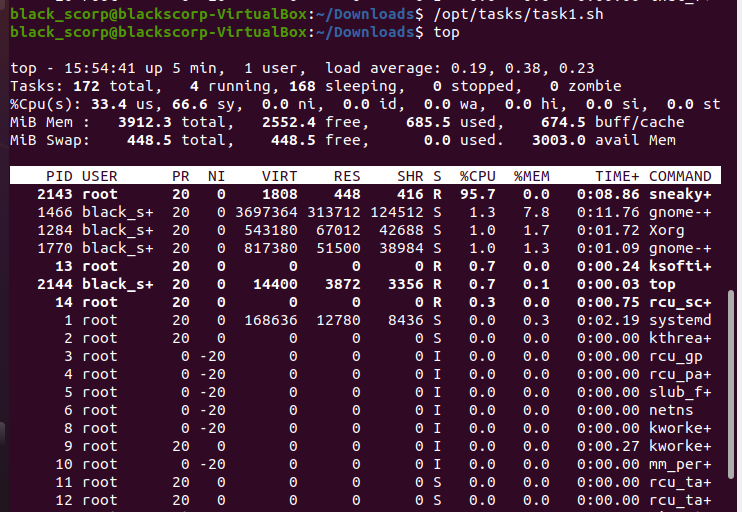 black_scorp@blackscorp-VirtualBox:~/Downloads$ /opt/tasks/task1.sh
black_scorp@blackscorp-VirtualBox:~/Downloads$ top
top - 15:54:41 up 5 min,  1 user,  load average: 0.19, 0.38, 0.23
Tasks: 172 total,   4 running, 168 sleeping,   0 stopped,   0 zombie
%Cpu(s): 33.4 us, 66.6 sy,  0.0 ni,  0.0 id,  0.0 wa,  0.0 hi,  0.0 si,  0.0 st
MiB Mem :   3912.3 total,   2552.4 free,    685.5 used,    674.5 buff/cache
MiB Swap:    448.5 total,    448.5 free,      0.0 used.   3003.0 avail Mem
PID USER      PR  NI    VIRT    RES    SHR S  %CPU  %MEM     TIME+ COMMAND
2143 root      20   0    1808    448    416 R  95.7   0.0   0:08.86 sneaky+
1466 black_s+  20   0 3697364 313712 124512 S   1.3   7.8   0:11.76 gnome-+
1284 black_s+  20   0  543180  67012  42688 S   1.0   1.7   0:01.72 Xorg
1770 black_s+  20   0  817380  51500  38984 S   1.0   1.3   0:01.09 gnome-+
13 root      20   0       0      0      0 R   0.7   0.0   0:00.24 ksofti+
2144 black_s+  20   0   14400   3872   3356 R   0.7   0.1   0:00.03 top
14 root      20   0       0      0      0 R   0.3   0.0   0:00.75 rcu_sc+
1 root      20   0  168636  12780   8436 S   0.0   0.3   0:02.19 systemd
2 root      20   0       0      0      0 S   0.0   0.0   0:00.00 kthrea+
3 root       0 -20       0      0      0 I   0.0   0.0   0:00.00 rcu_gp
4 root       0 -20       0      0      0 I   0.0   0.0   0:00.00 rcu_pa+
5 root       0 -20       0      0      0 I   0.0   0.0   0:00.00 slub_f+
6 root       0 -20       0      0      0 I   0.0   0.0   0:00.00 netns
8 root       0 -20       0      0      0 I   0.0   0.0   0:00.00 kworke+
9 root      20   0       0      0      0 I   0.0   0.0   0:00.27 kworke+
10 root       0 -20       0      0      0 I   0.0   0.0   0:00.00 mm_per+
11 root      20   0       0      0      0 S   0.0   0.0   0:00.00 rcu_ta+
12 root      20   0       0      0      0 S   0.0   0.0   0:00.00 rcu_ta+